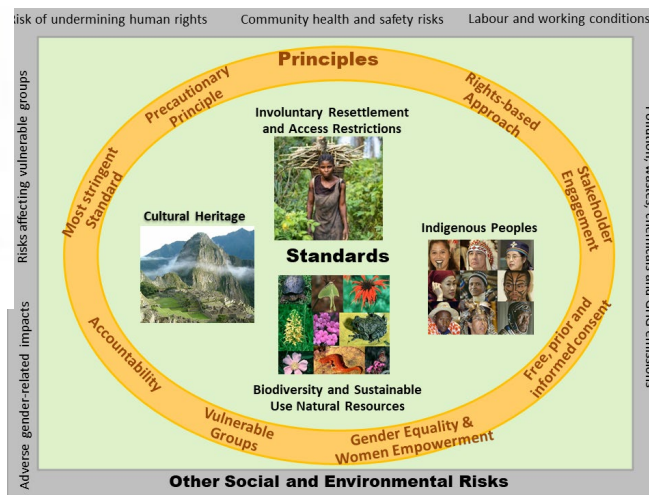 isk of undermining human rights
Community health and safety risks
Labour and working conditions
Risks affecting vulnerable groups
Adverse gender-related impacts
Principles
Precautionary
Principle
Rights-based
Approach
Most stringent
Standard
Stakeholder
Engagement
Accountability
Free, prior and
informed consent
Vulnerable
Groups
Gender Equality &
Women Empowerment
Involuntary Resettlement
and Access Restrictions
Cultural Heritage
Indigenous Peoples
Standards
Biodiversity and Sustainable
Use Natural Resources
Other Social and Environmental Risks